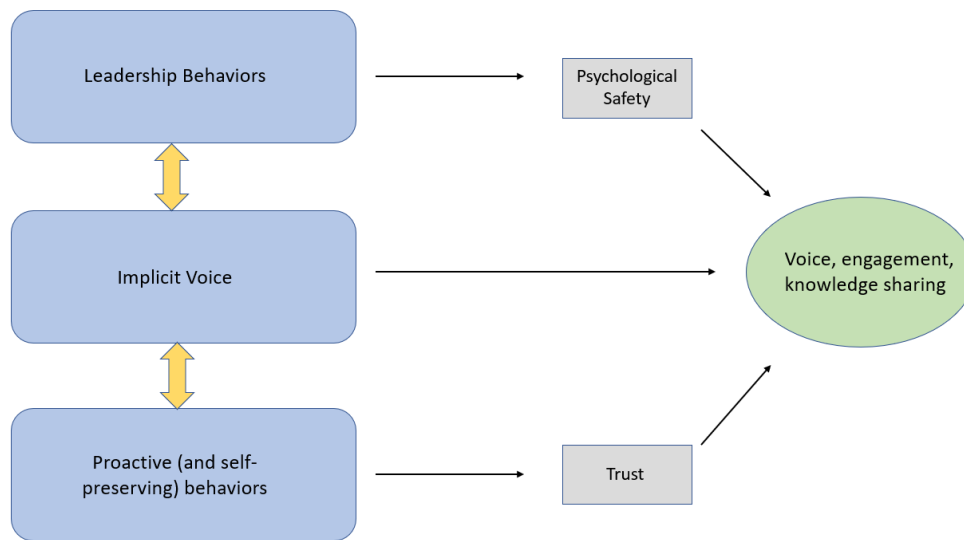 Leadership Behaviors
Psychological
Safety
Implicit Voice
Voice, engagement,
knowledge sharing
Proactive (and self-
preserving) behaviors
Trust